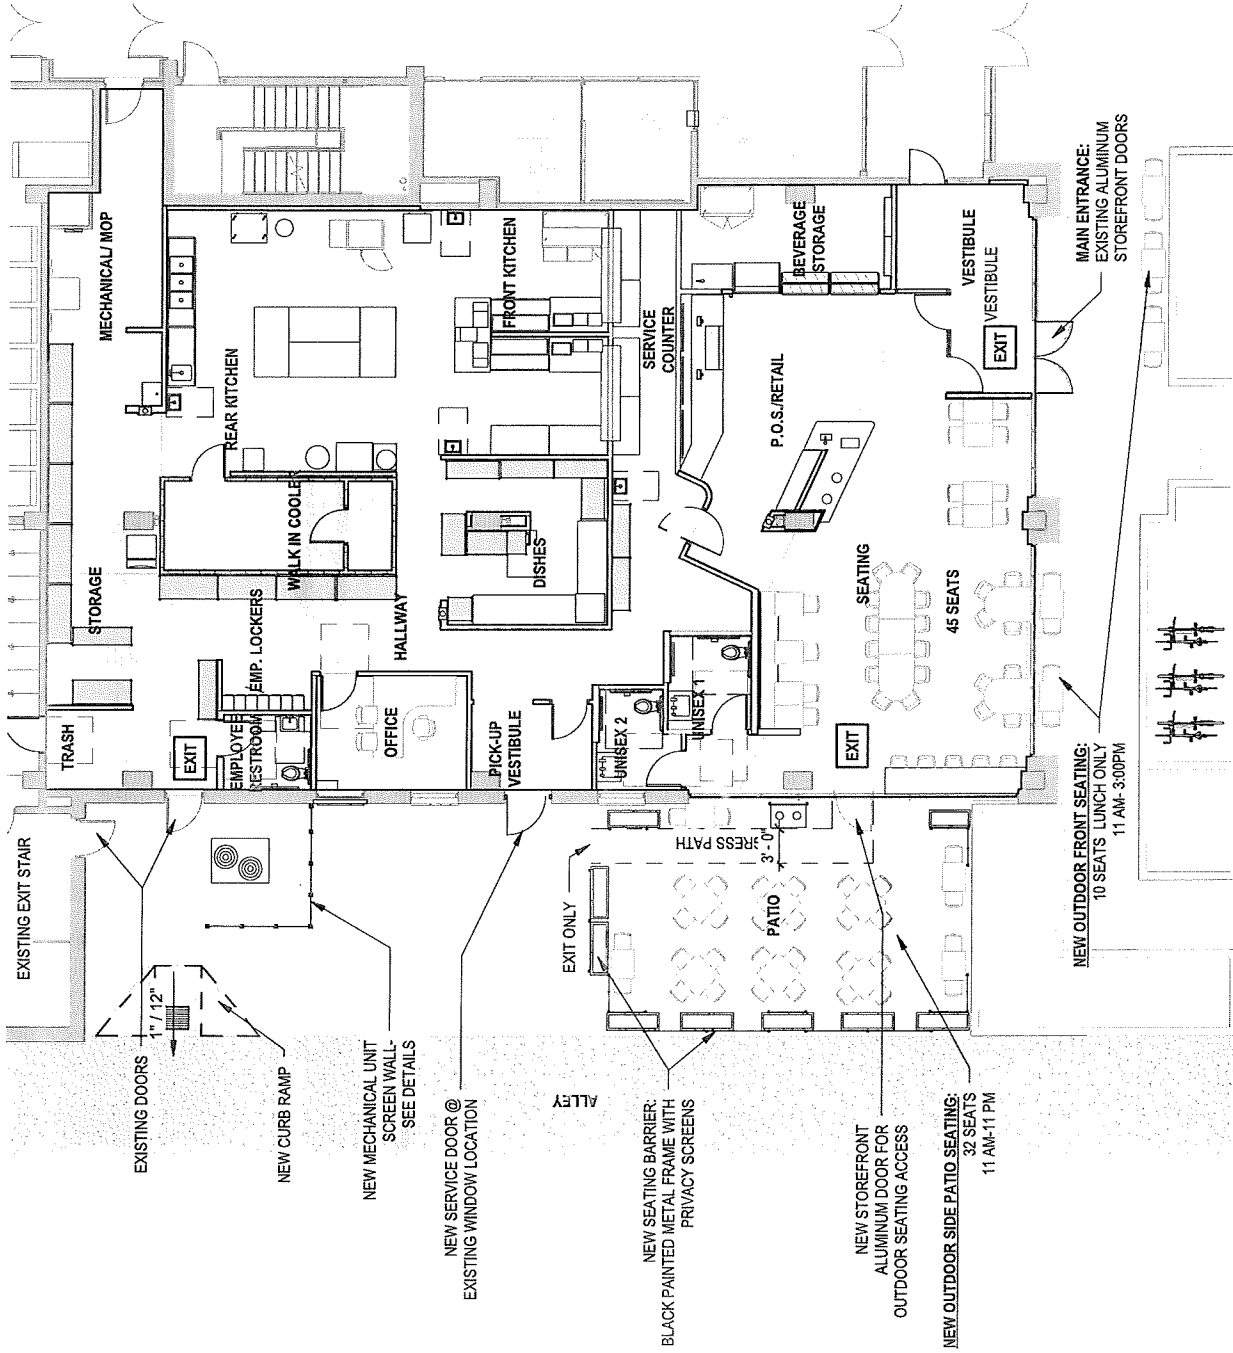 EXISTING EXIT STAIR
EXISTING DOORS
1" / 12"
NEW CURB RAMP
NEW MECHANICAL UNIT
SCREEN WALL-
SEE DETAILS
NEW SERVICE DOOR @
EXISTING WINDOW LOCATION
ALLEY
NEW SEATING BARRIER:
BLACK PAINTED METAL FRAME WITH
PRIVACY SCREENS
NEW STOREFRONT
ALUMINUM DOOR FOR
OUTDOOR SEATING ACCESS
NEW OUTDOOR SIDE PATIO SEATING:
32 SEATS
11 AM-11 PM
EXIT ONLY
PATIO
RESS PATH
3' - 0"
TRASH
STORAGE
MECHANICAL/ MOP
EXIT
EMPLOYEE
RESTROOM
EMP. LOCKERS
WALK IN COOLE
REAR KITCHEN
OFFICE
HALLWAY
PICK-UP
VESTIBULE
DISHES
FRONT KITCHEN
UNISEX 2
UNISEX 1
SERVICE
COUNTER
P.O.S./RETAIL
BEVERAGE
STORAGE
EXIT
SEATING
45 SEATS
VESTIBULE
VESTIBULE
EXIT
MAIN ENTRANCE:
EXISTING ALUMINUM
STOREFRONT DOORS
NEW OUTDOOR FRONT SEATING:
10 SEATS LUNCH ONLY
11 AM- 3:00PM